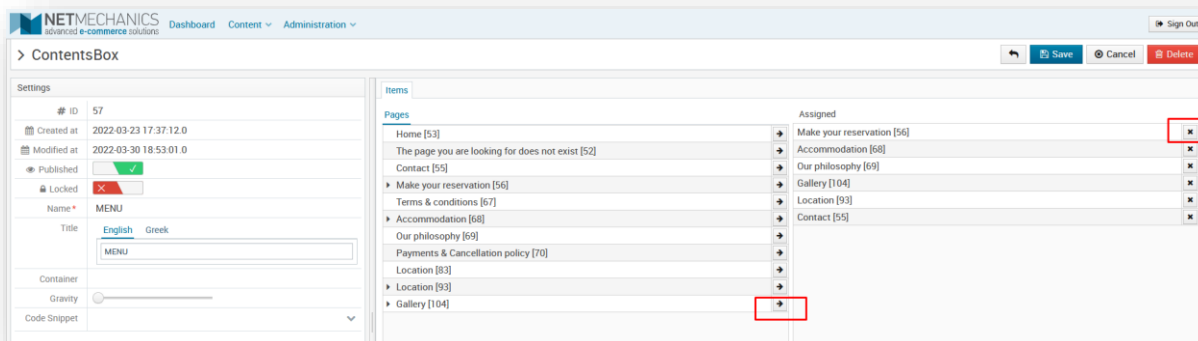 NETMECHANICS
advanced e-commerce solutions
Dashboard Content Administration
Sign Out
ContentsBox
Save Cancel Delete
Settings
# ID 57
Created at 2022-03-23 17:37:12.0
Modified at 2022-03-30 18:53:01.0
Published
Locked
Name* MENU
Title English Greek
MENU
Container
Gravity
Code Snippet
Items
Pages
Home [53]
The page you are looking for does not exist [52]
Contact [55]
Make your reservation [56]
Terms & conditions [67]
Accommodation [68]
Our philosophy [69]
Payments & Cancellation policy [70]
Location [83]
Location [93]
Gallery [104]
Assigned
Make your reservation [56]
Accommodation [68]
Our philosophy [69]
Gallery [104]
Location [93]
Contact [55]